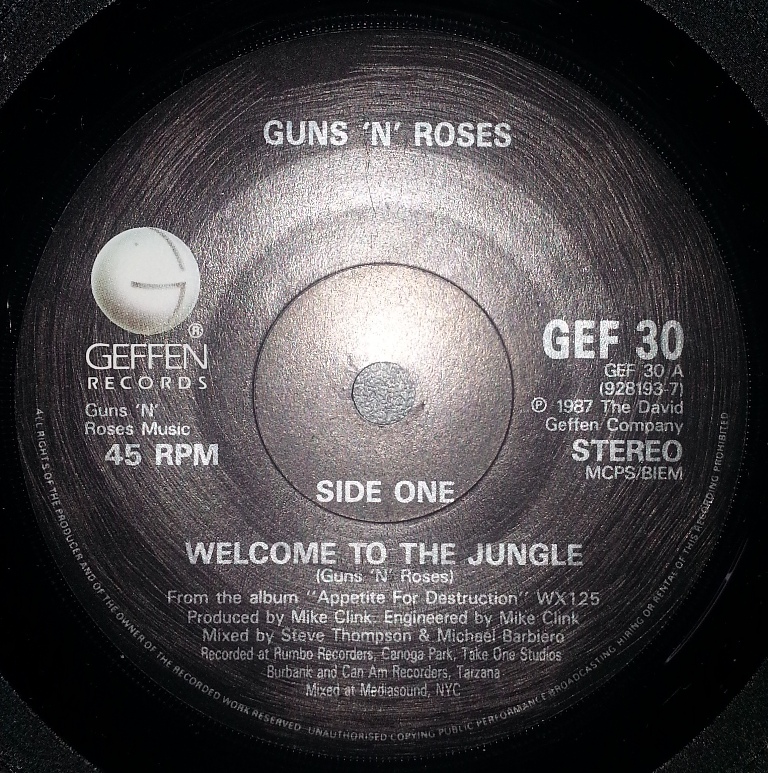 GUNS 'N' ROSES
®
GEFFEN
RECORDS
Guns 'N'
Roses Music
45 RPM
GEF 30
GEF 30 A
(928193-7)
℗ 1987 The David
Geffen Company
STEREO
MCPS/BIEM
SIDE ONE
WELCOME TO THE JUNGLE
(Guns 'N' Roses)
From the album "Appetite For Destruction" WX125
Produced by Mike Clink. Engineered by Mike Clink
Mixed by Steve Thompson & Michael Barbiero
Recorded at Rumbo Recorders, Canoga Park, Take One Studios
Burbank and Can Am Recorders, Tarzana
Mixed at Mediasound, NYC
ALL RIGHTS OF THE PRODUCER AND OF THE OWNER OF THE RECORDED WORK RESERVED UNAUTHORISED COPYING PUBLIC PERFORMANCE BROADCASTING HIRING OR RENTAL OF THIS RECORDING PROHIBITED